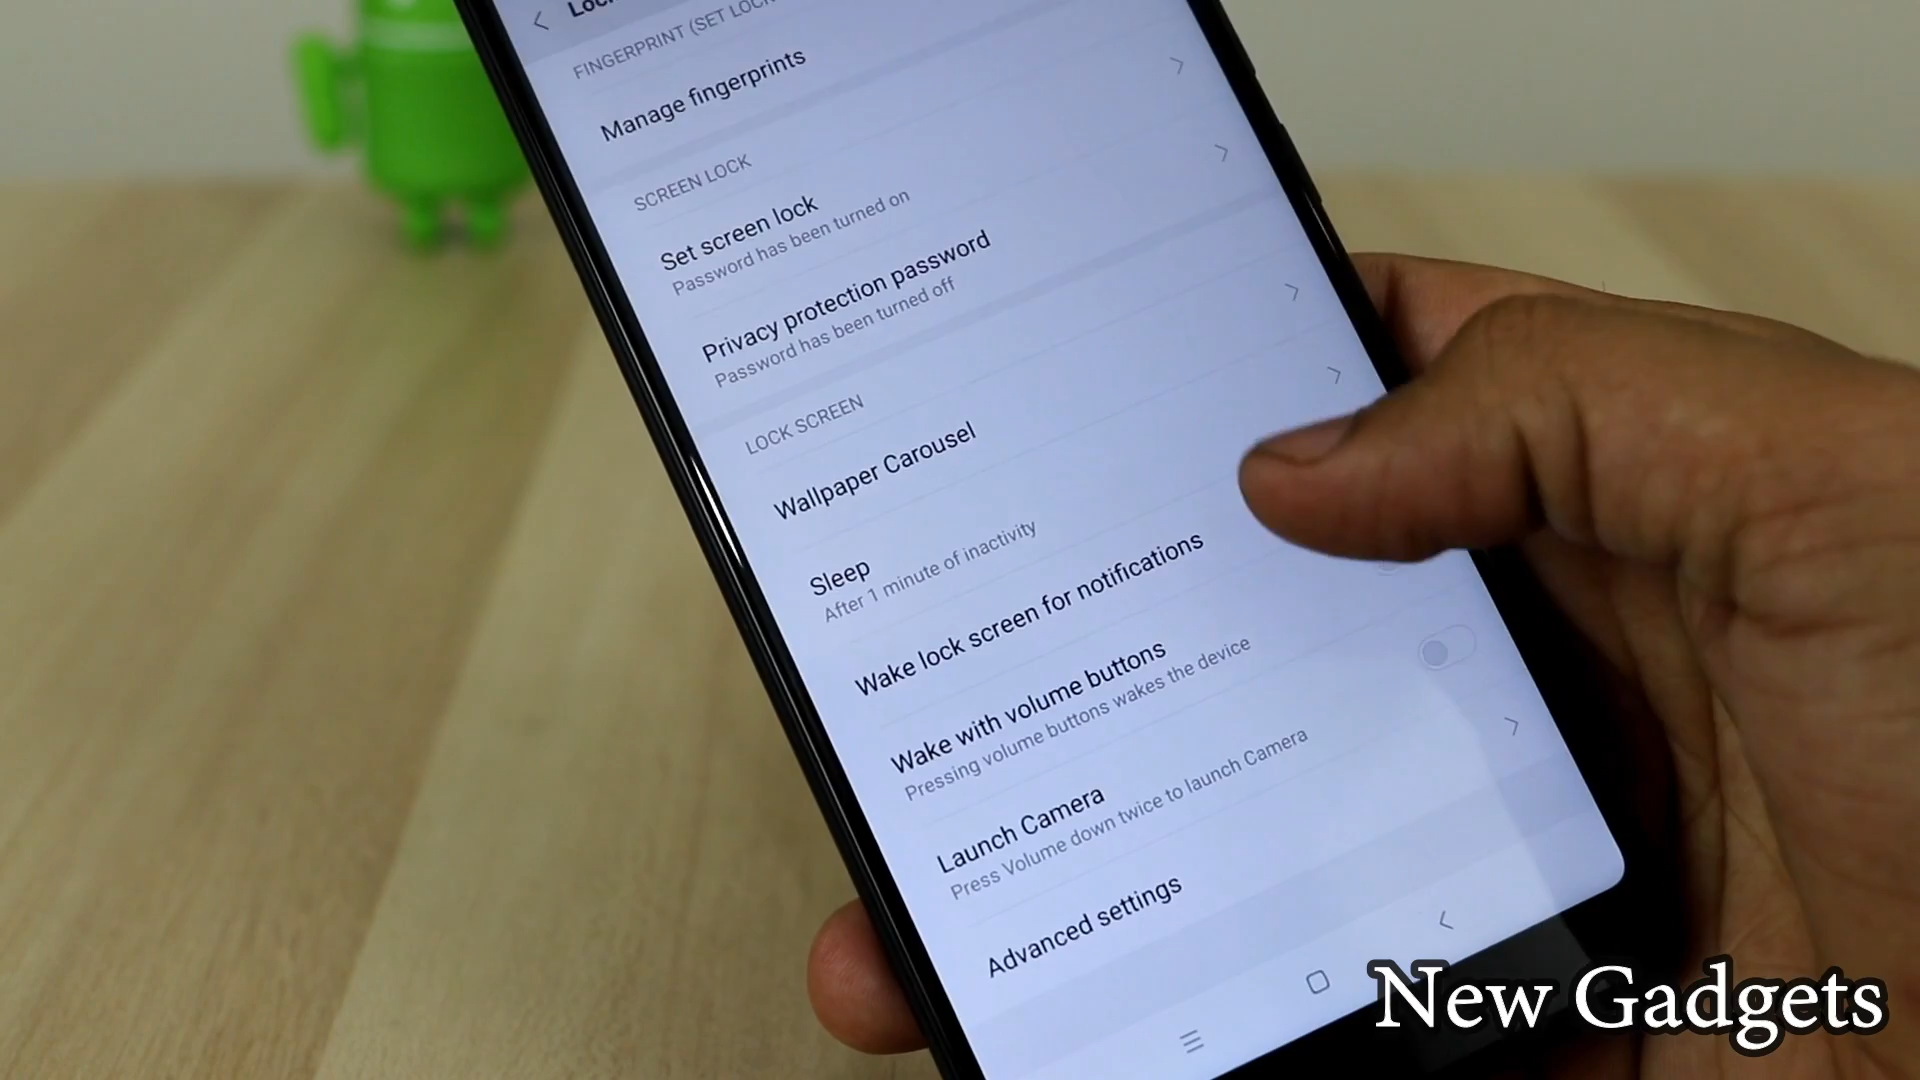 FINGERPRINT (SET LOCK
Manage fingerprints
SCREEN LOCK
Set screen lock
Password has been turned on
Privacy protection password
Password has been turned off
LOCK SCREEN
Wallpaper Carousel
Sleep
After 1 minute of inactivity
Wake lock screen for notifications
Wake with volume buttons
Pressing volume buttons wakes the device
Launch Camera
Press Volume down twice to launch Camera
Advanced settings
New Gadgets